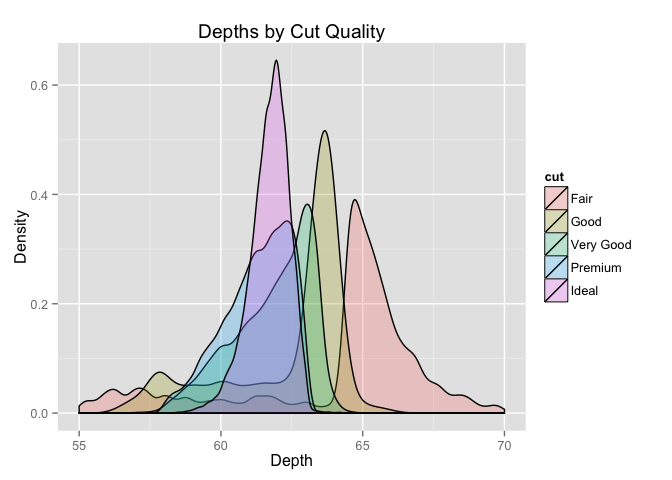 Depths by Cut Quality
0.6
0.4
0.2
0.0
Density
55
60
65
70
Depth
cut
Fair
Good
Very Good
Premium
Ideal